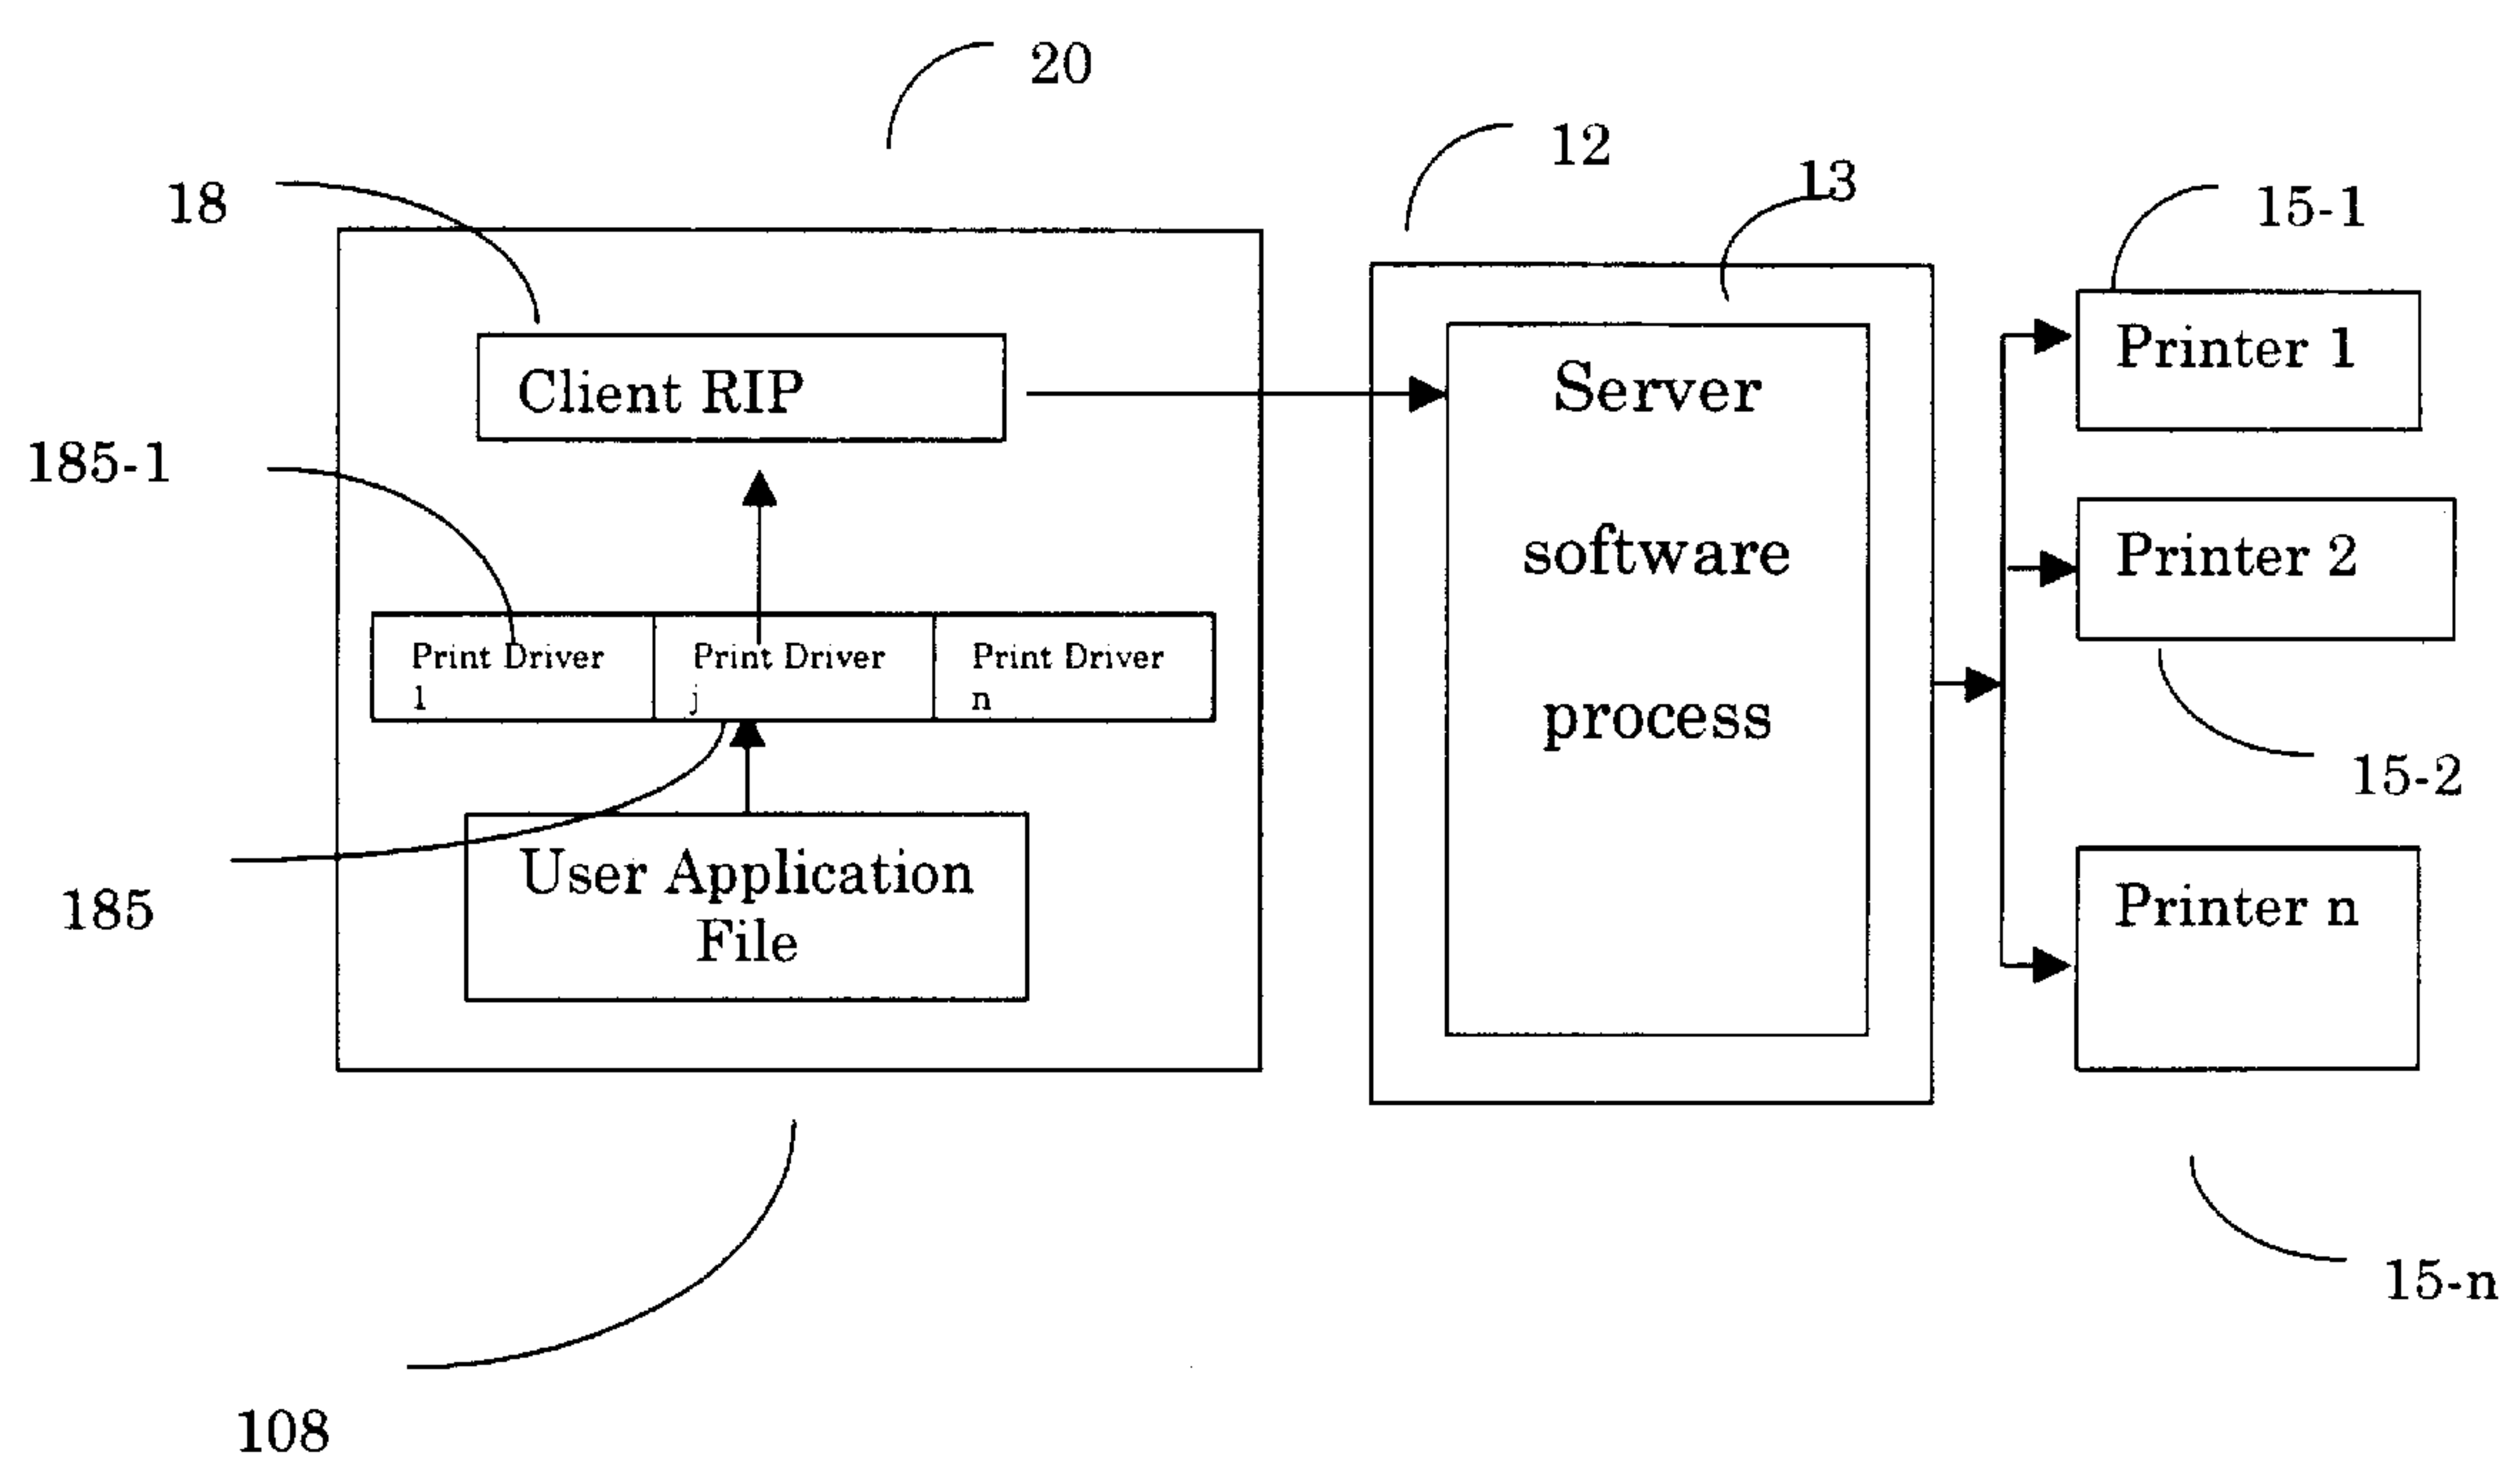 20
12
13
18
15-1
Printer 1
Client RIP
Server
185-1
software
Printer 2
Print Driver
1
Print Driver
j
Print Driver
n
process
15-2
User Application
File
185
Printer n
15-n
108